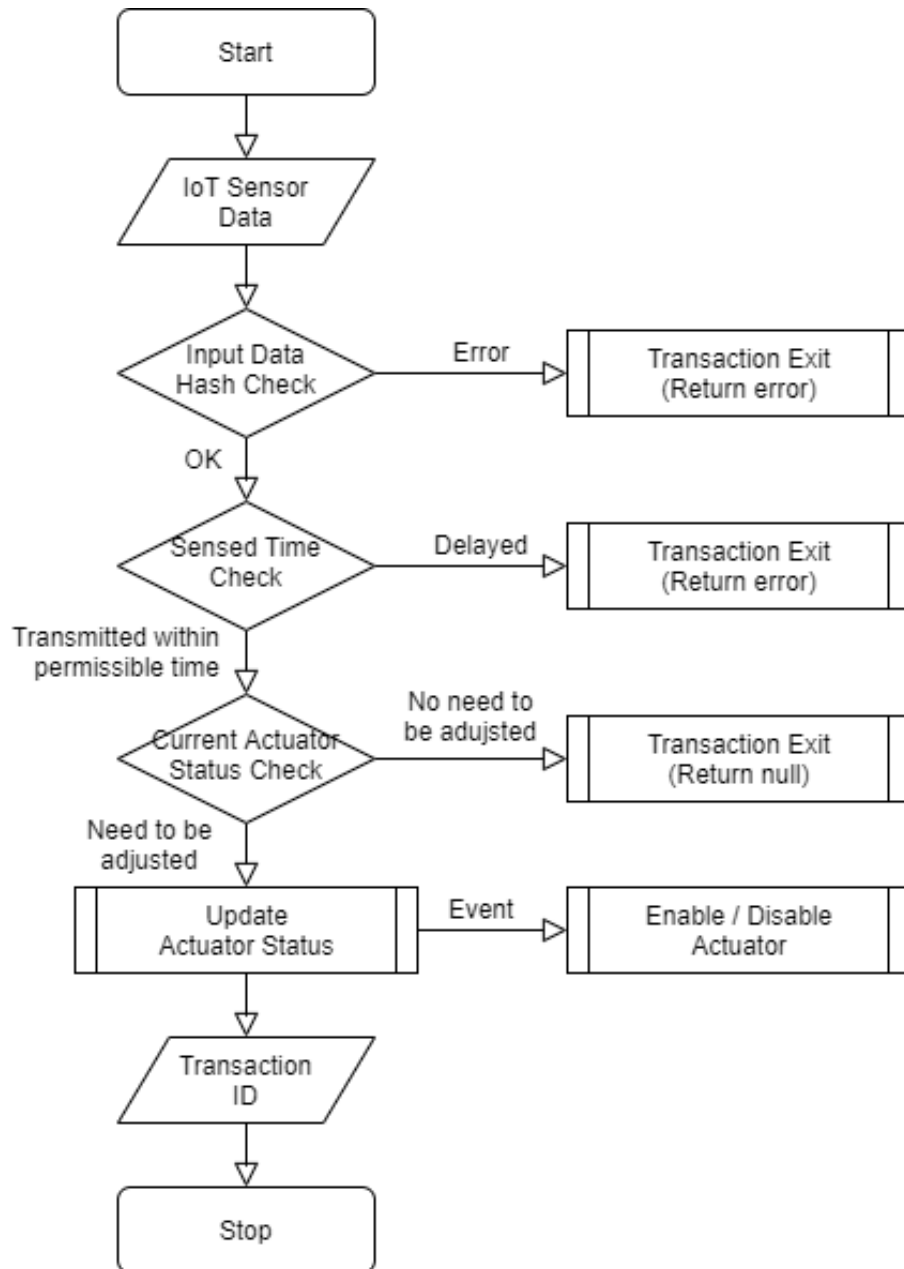 Start
IoT Sensor
Data
Input Data
Hash Check
Error
Transaction Exit
(Return error)
OK
Sensed Time
Check
Delayed
Transaction Exit
(Return error)
Transmitted within
permissible time
Current Actuator
Status Check
No need to
be adujsted
Transaction Exit
(Return null)
Need to be
adjusted
Update
Actuator Status
Event
Enable / Disable
Actuator
Transaction
ID
Stop